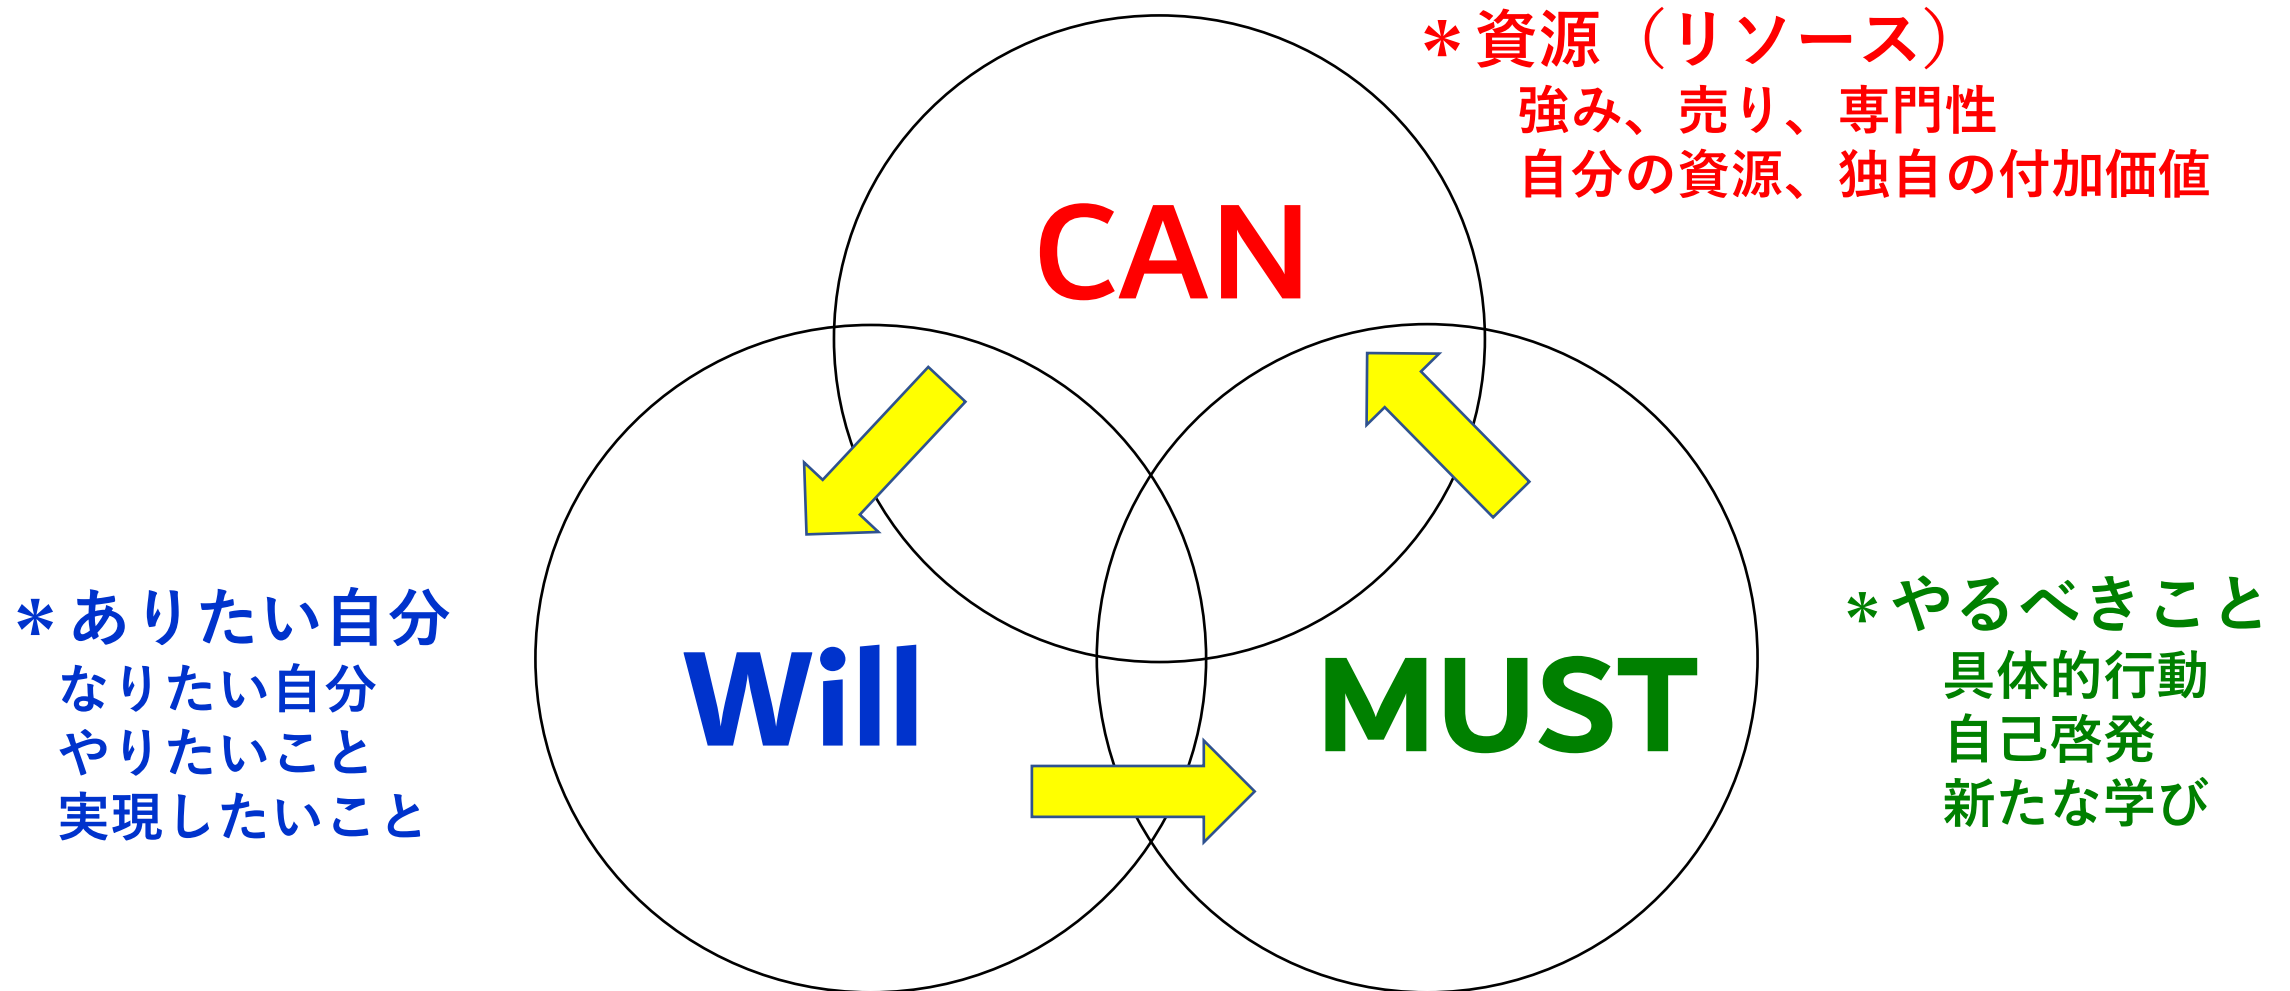 *資源（リソース）
強み、売り、専門性
自分の資源、独自の付加価値
CAN
*ありたい自分
なりたい自分
やりたいこと
実現したいこと
Will
MUST
*やるべきこと
具体的行動
自己啓発
新たな学び